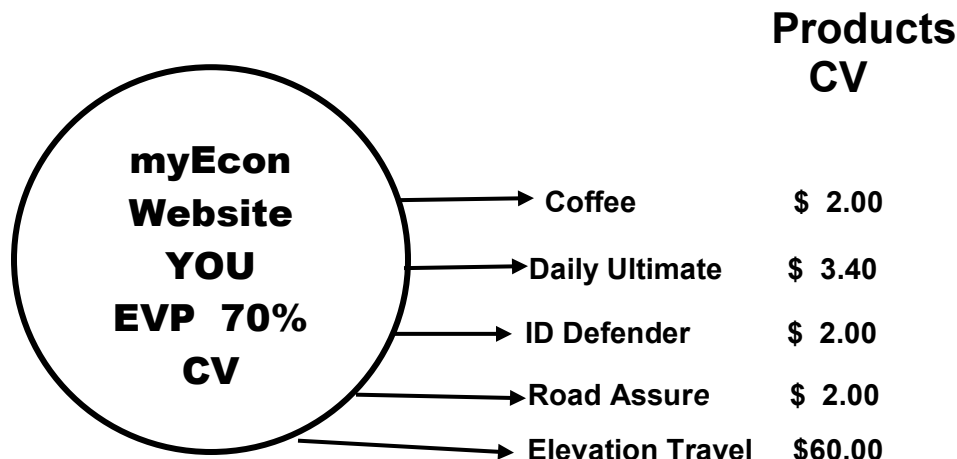 Products
CV
myEcon
Website
YOU
EVP 70%
CV
Coffee $ 2.00
Daily Ultimate $ 3.40
ID Defender $ 2.00
Road Assure $ 2.00
Elevation Travel $60.00